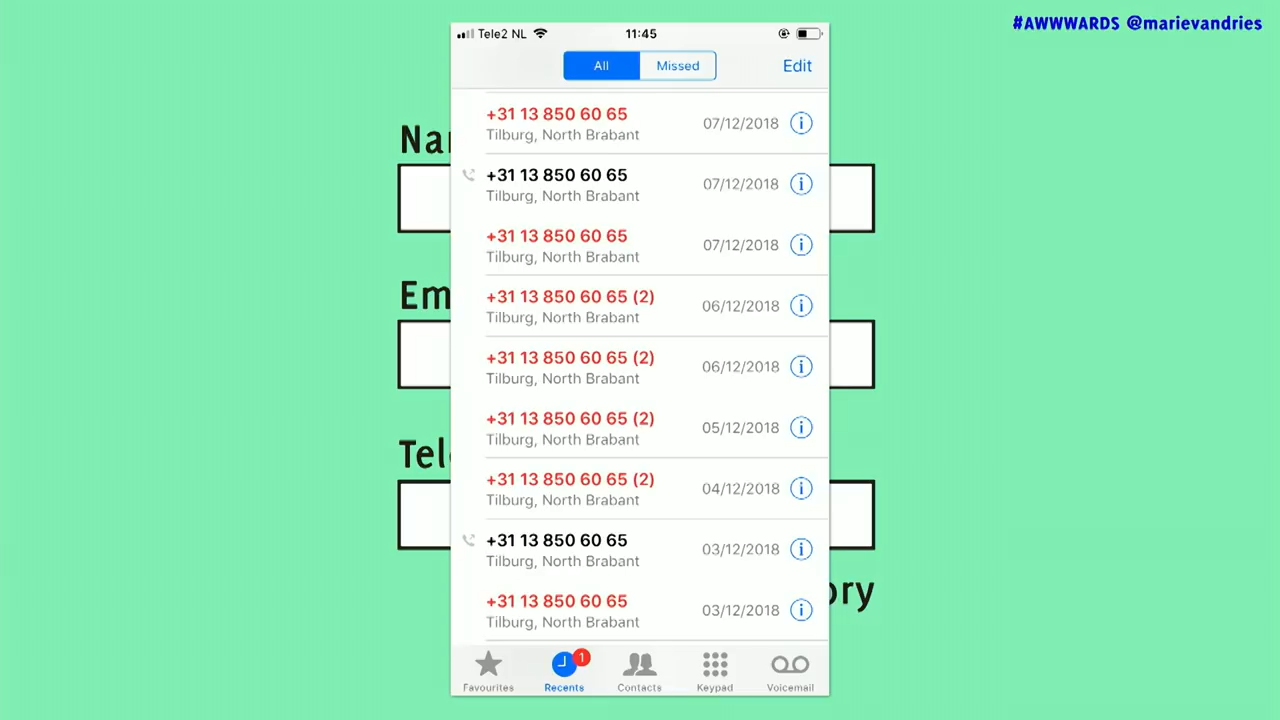 #AWWWARDS @marievandries
Tele2 NL 11:45
All Missed Edit
+31 13 850 60 65
Tilburg, North Brabant 07/12/2018
+31 13 850 60 65
Tilburg, North Brabant 07/12/2018
+31 13 850 60 65
Tilburg, North Brabant 07/12/2018
+31 13 850 60 65 (2)
Tilburg, North Brabant 06/12/2018
+31 13 850 60 65 (2)
Tilburg, North Brabant 06/12/2018
+31 13 850 60 65 (2)
Tilburg, North Brabant 05/12/2018
+31 13 850 60 65 (2)
Tilburg, North Brabant 04/12/2018
+31 13 850 60 65
Tilburg, North Brabant 03/12/2018
+31 13 850 60 65
Tilburg, North Brabant 03/12/2018
1
Favourites Recents Contacts Keypad Voicemail